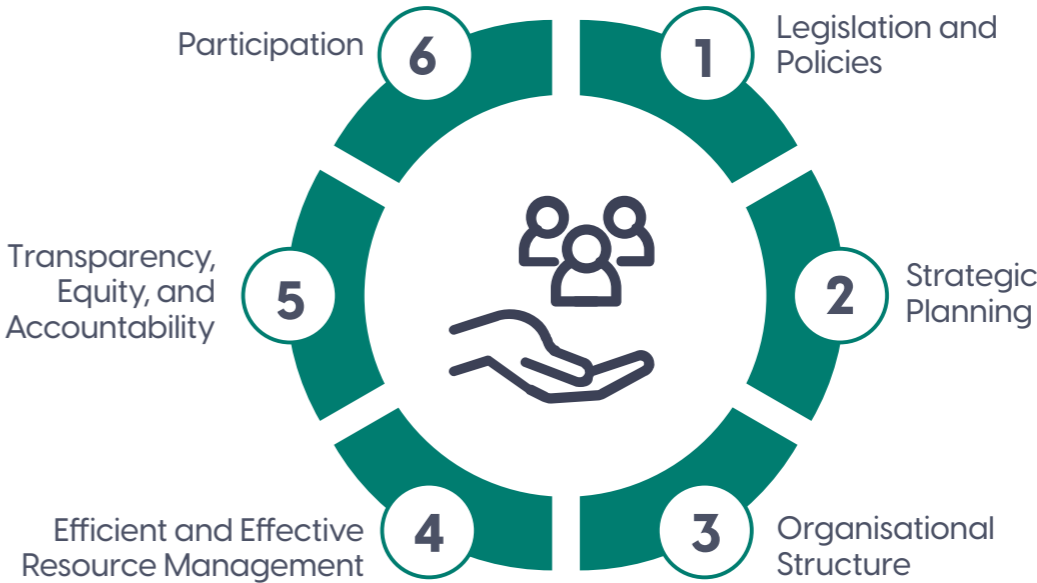 1
Legislation and
Policies
2
Strategic
Planning
3
Organisational
Structure
4
Efficient and Effective
Resource Management
5
Transparency,
Equity, and
Accountability
6
Participation